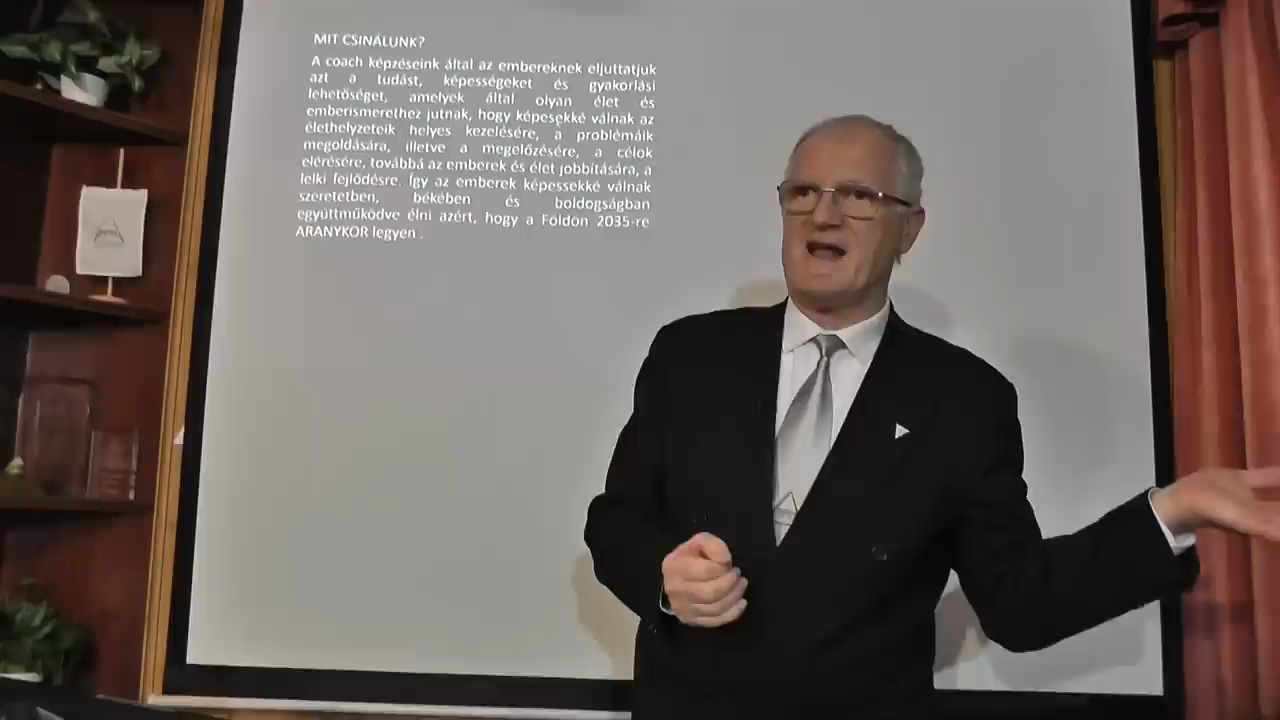 MIT CSINÁLUNK?
A coach képzéseink által az embereknek eljuttatjuk
azt a tudást, képességeket és gyakorlási
lehetőséget, amelyek által olyan élet és
emberismerethez jutnak, hogy képesekké válnak az
élethelyzeteik helyes kezelésére, a problémáik
megoldására, illetve a megelőzésére, a célok
elérésére, továbbá az emberek és élet jobbítására, a
lelki fejlődésre. Így az emberek képessekké válnak
szeretetben, békében és boldogságban
együttműködve élni azért, hogy a Földön 2035-re
ARANYKOR legyen .